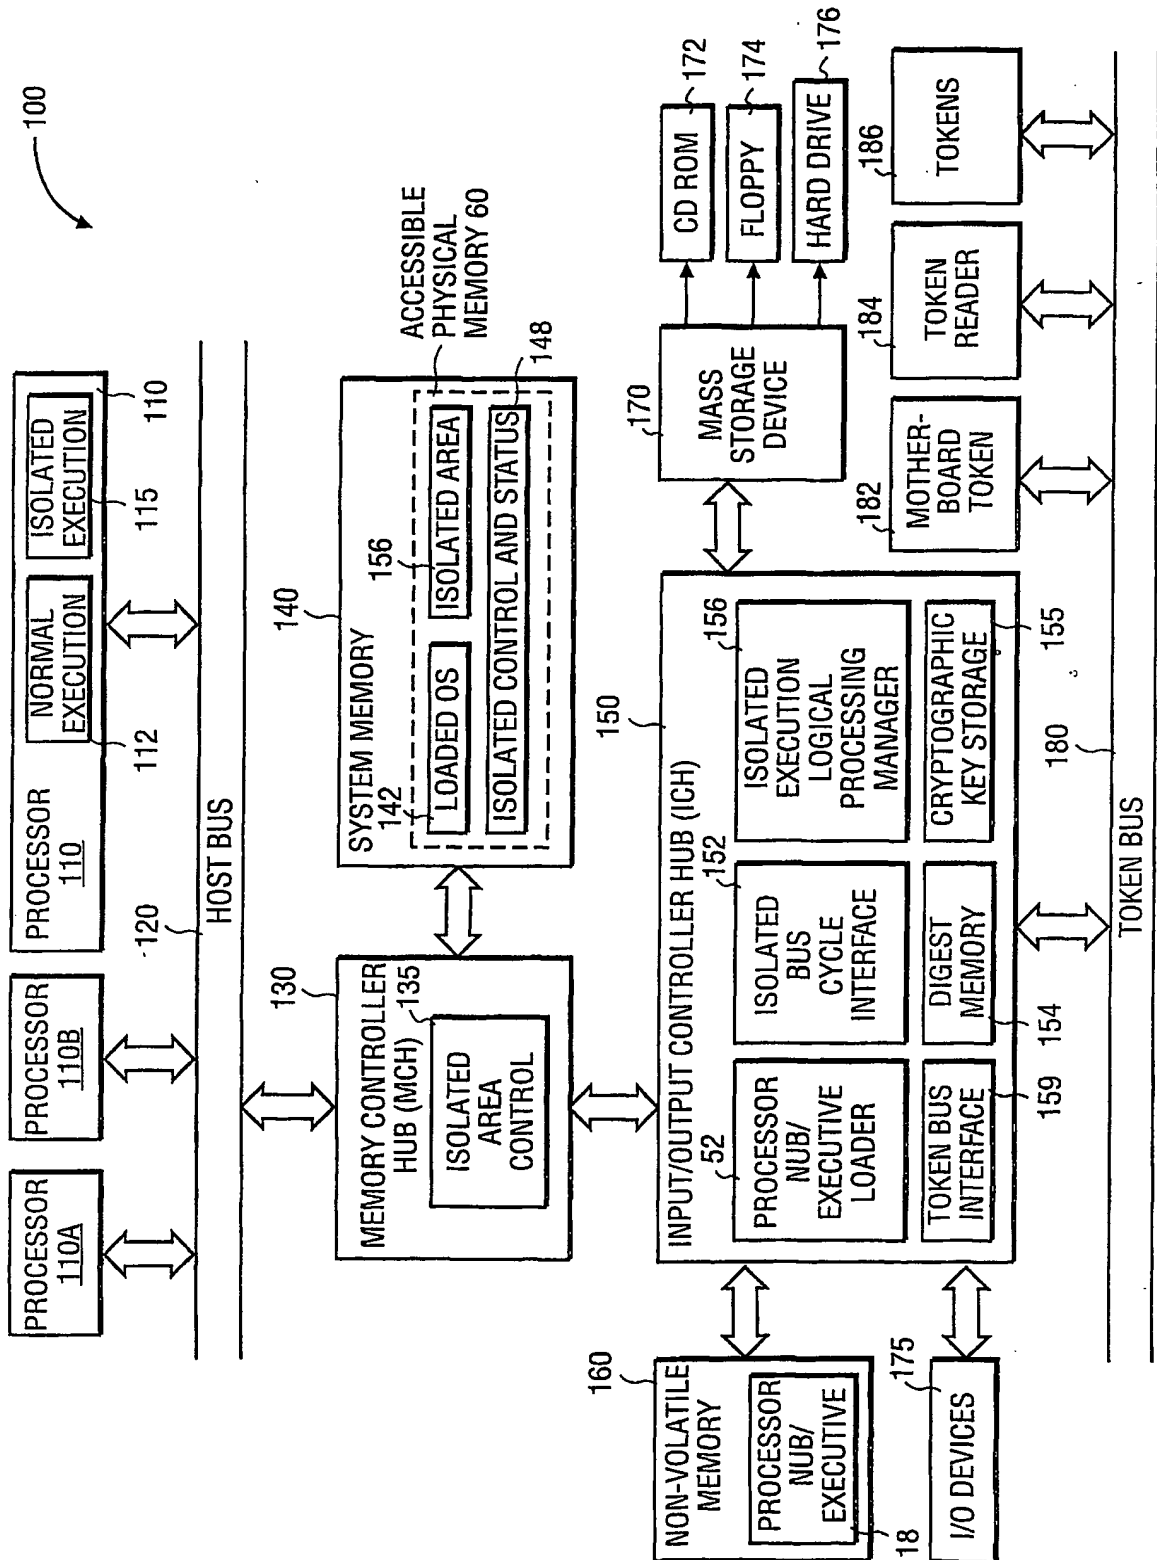 100
PROCESSOR
110A
PROCESSOR
110B
PROCESSOR
110
NORMAL
EXECUTION
112
ISOLATED
EXECUTION
115
110
120
HOST BUS
130
MEMORY CONTROLLER
HUB (MCH)
135
ISOLATED
AREA
CONTROL
140
SYSTEM MEMORY
142
LOADED OS
156
ISOLATED AREA
ISOLATED CONTROL AND STATUS
148
ACCESSIBLE
PHYSICAL
MEMORY 60
160
NON-VOLATILE
MEMORY
PROCESSOR
NUB/
EXECUTIVE
18
175
I/O DEVICES
150
INPUT/OUTPUT CONTROLLER HUB (ICH)
52
PROCESSOR
NUB/
EXECUTIVE
LOADER
152
ISOLATED
BUS
CYCLE
INTERFACE
156
ISOLATED
EXECUTION
LOGICAL
PROCESSING
MANAGER
TOKEN BUS
INTERFACE
159
DIGEST
MEMORY
154
CRYPTOGRAPHIC
KEY STORAGE
155
170
MASS
STORAGE
DEVICE
CD ROM
172
FLOPPY
174
HARD DRIVE
176
182
MOTHER-
BOARD
TOKEN
184
TOKEN
READER
186
TOKENS
180
TOKEN BUS